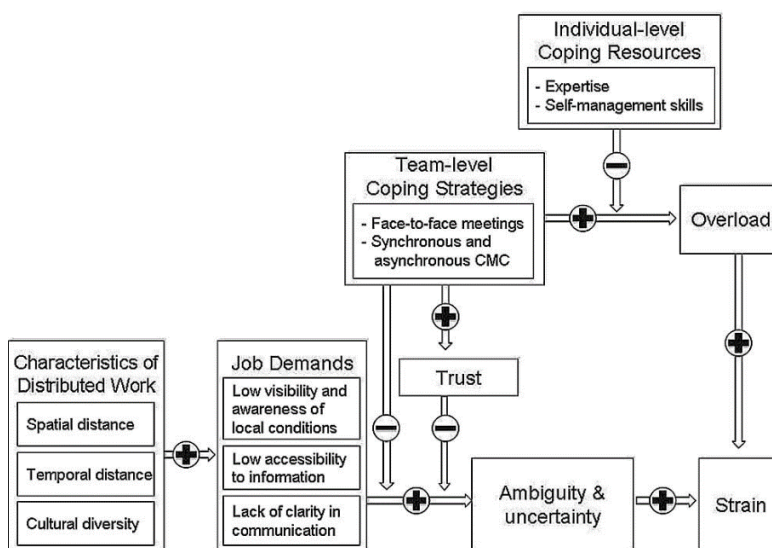 Individual-level
Coping Resources
- Expertise
- Self-management skills
Team-level
Coping Strategies
- Face-to-face meetings
- Synchronous and
asynchronous CMC
Overload
Trust
Characteristics of
Distributed Work
Spatial distance
Temporal distance
Cultural diversity
Job Demands
Low visibility and
awareness of
local conditions
Low accessibility
to information
Lack of clarity in
communication
Ambiguity &
uncertainty
Strain